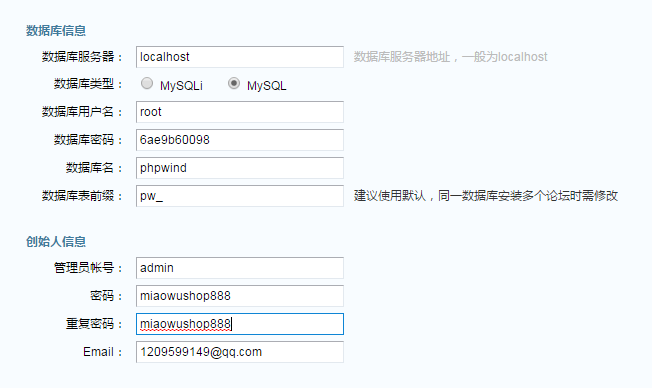 数据库信息
数据库服务器： localhost 数据库服务器地址，一般为localhost
数据库类型： MySQLi MySQL
数据库用户名： root
数据库密码： 6ae9b60098
数据库名： phpwind
数据库表前缀： pw_ 建议使用默认，同一数据库安装多个论坛时需修改
创始人信息
管理员帐号： admin
密码： miaowushop888
重复密码： miaowushop888
Email： 1209599149@qq.com